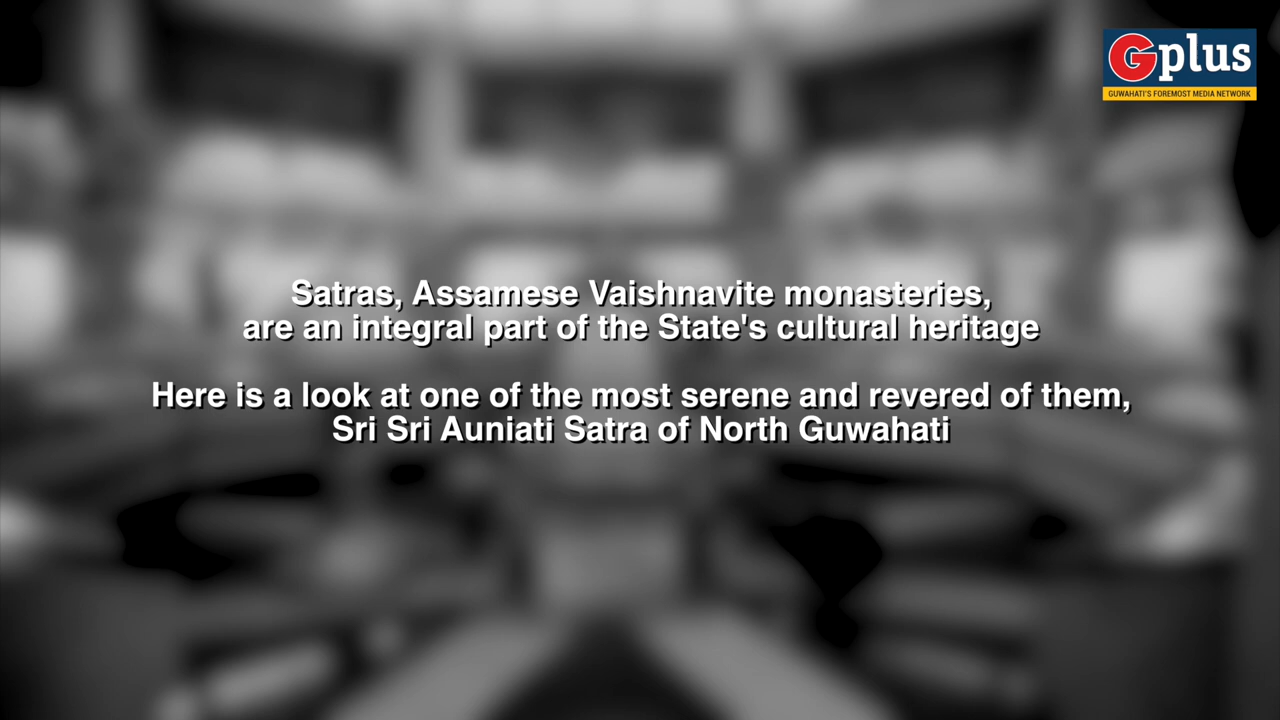 Gplus
GUWAHATI'S FOREMOST MEDIA NETWORK
Satras, Assamese Vaishnavite monasteries,
are an integral part of the State's cultural heritage
Here is a look at one of the most serene and revered of them,
Sri Sri Auniati Satra of North Guwahati